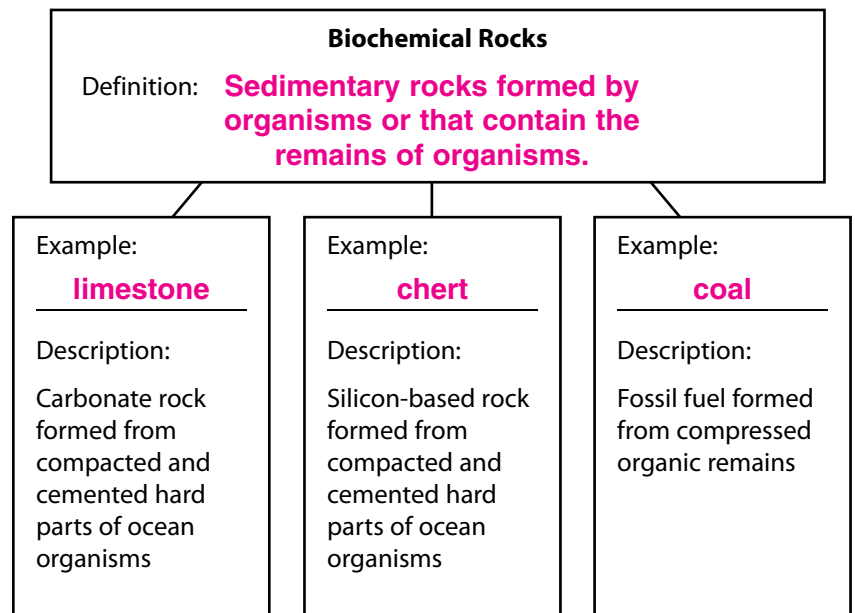 Biochemical Rocks
Definition: Sedimentary rocks formed by
organisms or that contain the
remains of organisms.
Example:
limestone
Description:
Carbonate rock
formed from
compacted and
cemented hard
parts of ocean
organisms
Example:
chert
Description:
Silicon-based rock
formed from
compacted and
cemented hard
parts of ocean
organisms
Example:
coal
Description:
Fossil fuel formed
from compressed
organic remains